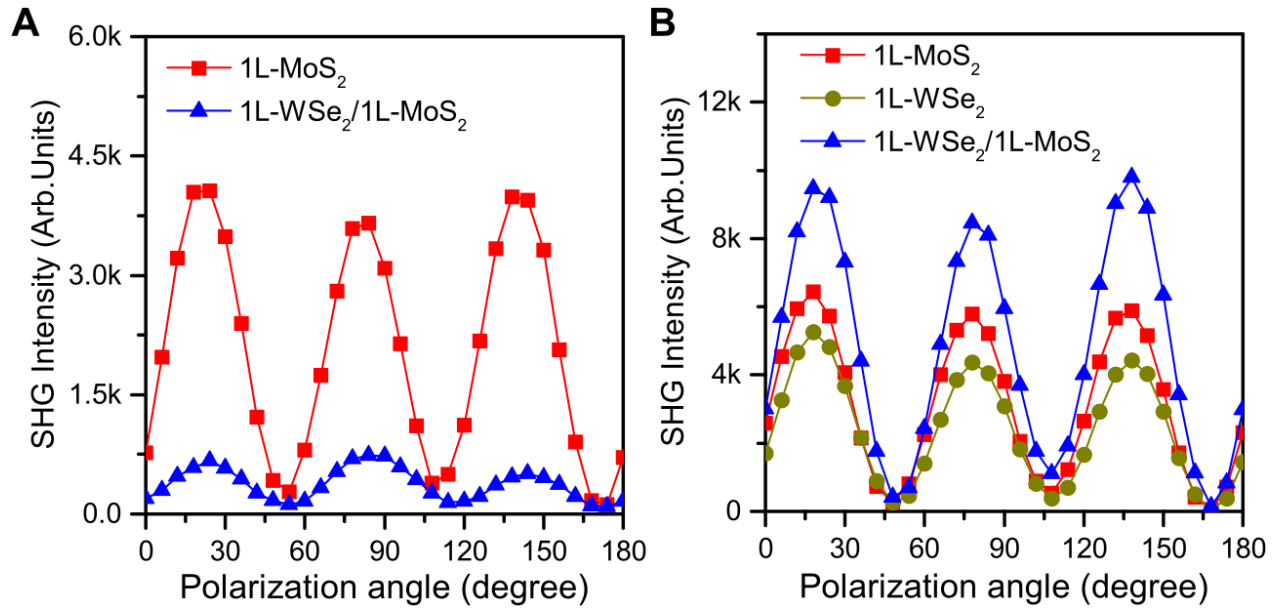 A
SHG Intensity (Arb.Units)
6.0k
4.5k
3.0k
1.5k
0.0
1L-MoS₂
1L-WSe₂/1L-MoS₂
0 30 60 90 120 150 180
Polarization angle (degree)
B
SHG Intensity (Arb.Units)
12k
8k
4k
0
1L-MoS₂
1L-WSe₂
1L-WSe₂/1L-MoS₂
0 30 60 90 120 150 180
Polarization angle (degree)